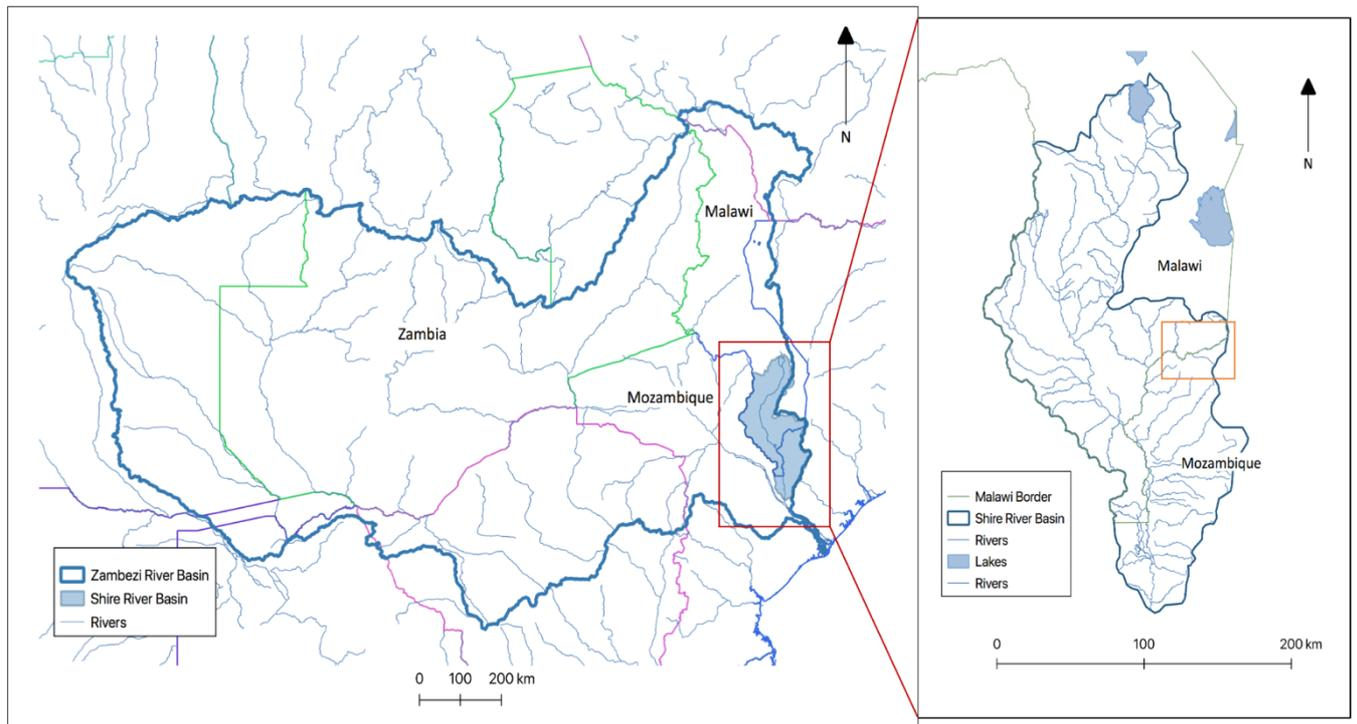 N
Malawi
Zambia
Mozambique
Zambezi River Basin
Shire River Basin
Rivers
0 100 200 km
N
Malawi
Mozambique
Malawi Border
Shire River Basin
Rivers
Lakes
Rivers
0 100 200 km